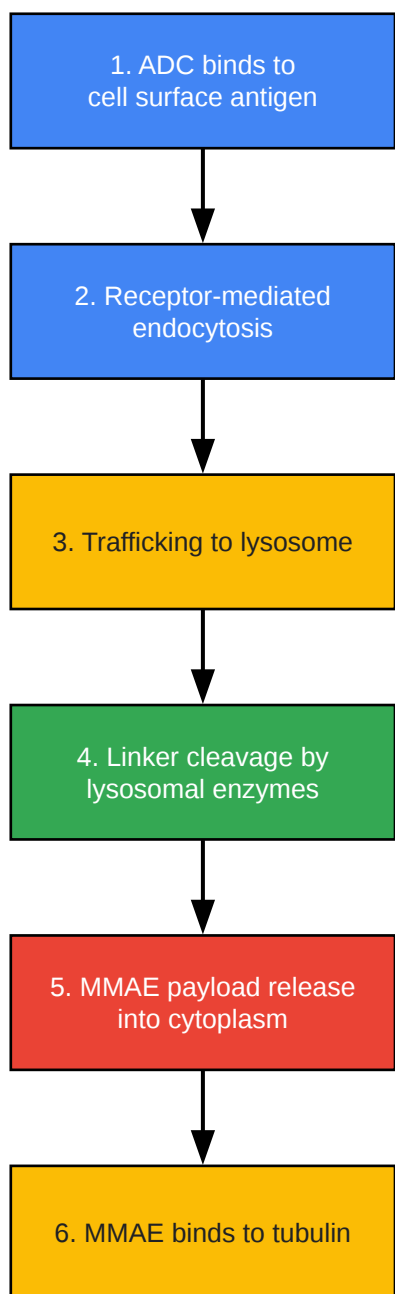 1. ADC binds to
cell surface antigen
2. Receptor-mediated
endocytosis
3. Trafficking to lysosome
4. Linker cleavage by
lysosomal enzymes
5. MMAE payload release
into cytoplasm
6. MMAE binds to tubulin